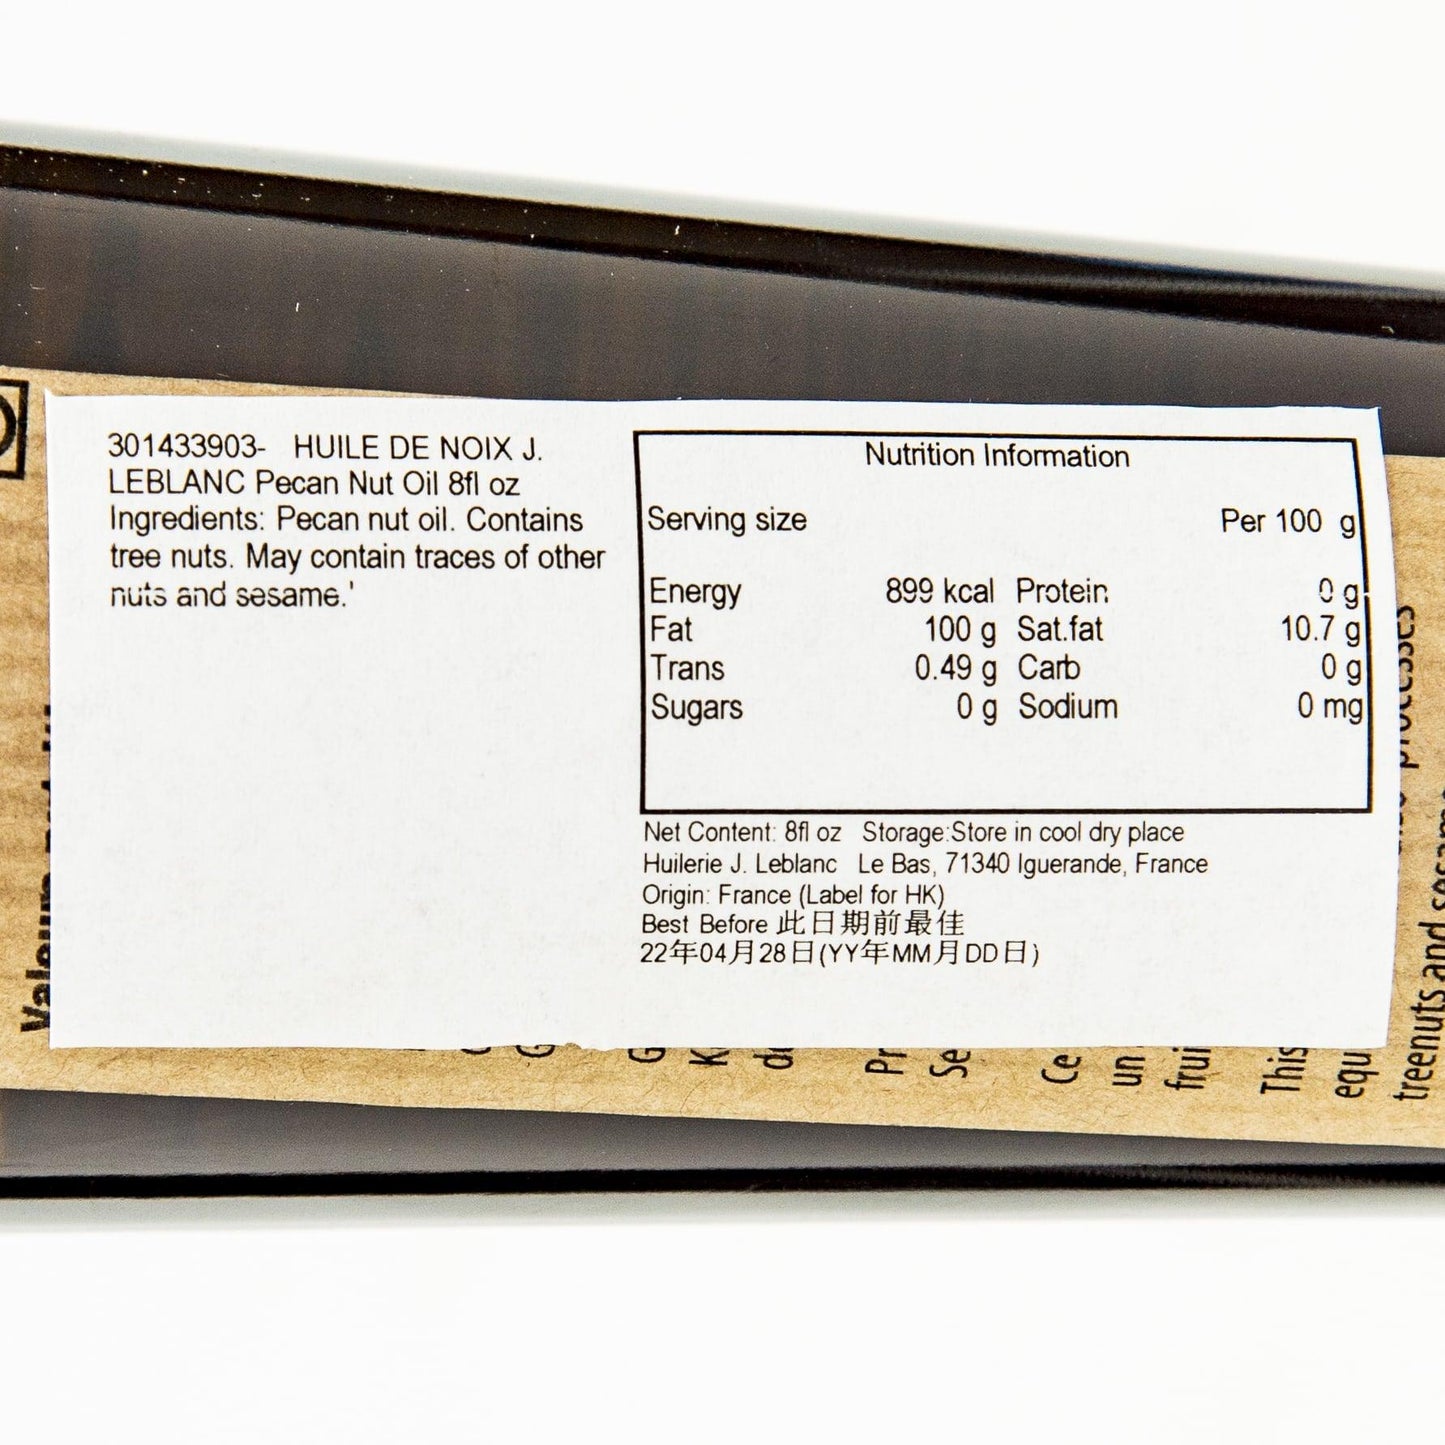 301433903- HUILE DE NOIX J.
LEBLANC Pecan Nut Oil 8fl oz
Ingredients: Pecan nut oil. Contains
tree nuts. May contain traces of other
nuts and sesame.'
Nutrition Information
Serving size Per 100 g
Energy 899 kcal Protein 0 g
Fat 100 g Sat.fat 10.7 g
Trans 0.49 g Carb 0 g
Sugars 0 g Sodium 0 mg
Net Content: 8fl oz Storage:Store in cool dry place
Huilerie J. Leblanc Le Bas, 71340 Iguerande, France
Origin: France (Label for HK)
Best Before 此日期前最佳
22年04月28日(YY年MM月DD日)
processes
treenuts and
This